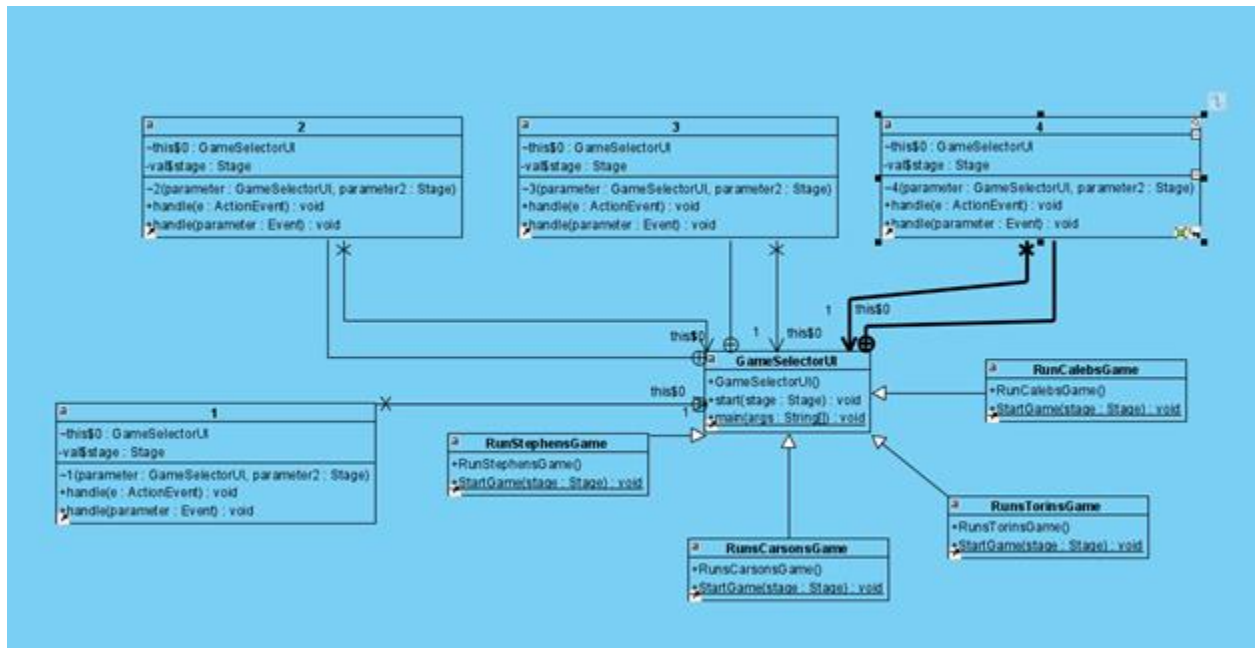 2
~this$0 : GameSelectorUI
-val$stage : Stage
~2(parameter : GameSelectorUI, parameter2 : Stage)
+handle(e : ActionEvent) : void
+handle(parameter : Event) : void
3
~this$0 : GameSelectorUI
-val$stage : Stage
~3(parameter : GameSelectorUI, parameter2 : Stage)
+handle(e : ActionEvent) : void
+handle(parameter : Event) : void
4
~this$0 : GameSelectorUI
-val$stage : Stage
~4(parameter : GameSelectorUI, parameter2 : Stage)
+handle(e : ActionEvent) : void
+handle(parameter : Event) : void
this$0
1
this$0
1
this$0
GameSelectorUI
+GameSelectorUI()
+start(stage : Stage) : void
+main(args : String[]) : void
RunCalebsGame
+RunCalebsGame()
+StartGame(stage : Stage) : void
this$0
1
1
~this$0 : GameSelectorUI
-val$stage : Stage
~1(parameter : GameSelectorUI, parameter2 : Stage)
+handle(e : ActionEvent) : void
+handle(parameter : Event) : void
RunStephensGame
+RunStephensGame()
+StartGame(stage : Stage) : void
RunsTorinsGame
+RunsTorinsGame()
+StartGame(stage : Stage) : void
RunsCarsonsGame
+RunsCarsonsGame()
+StartGame(stage : Stage) : void